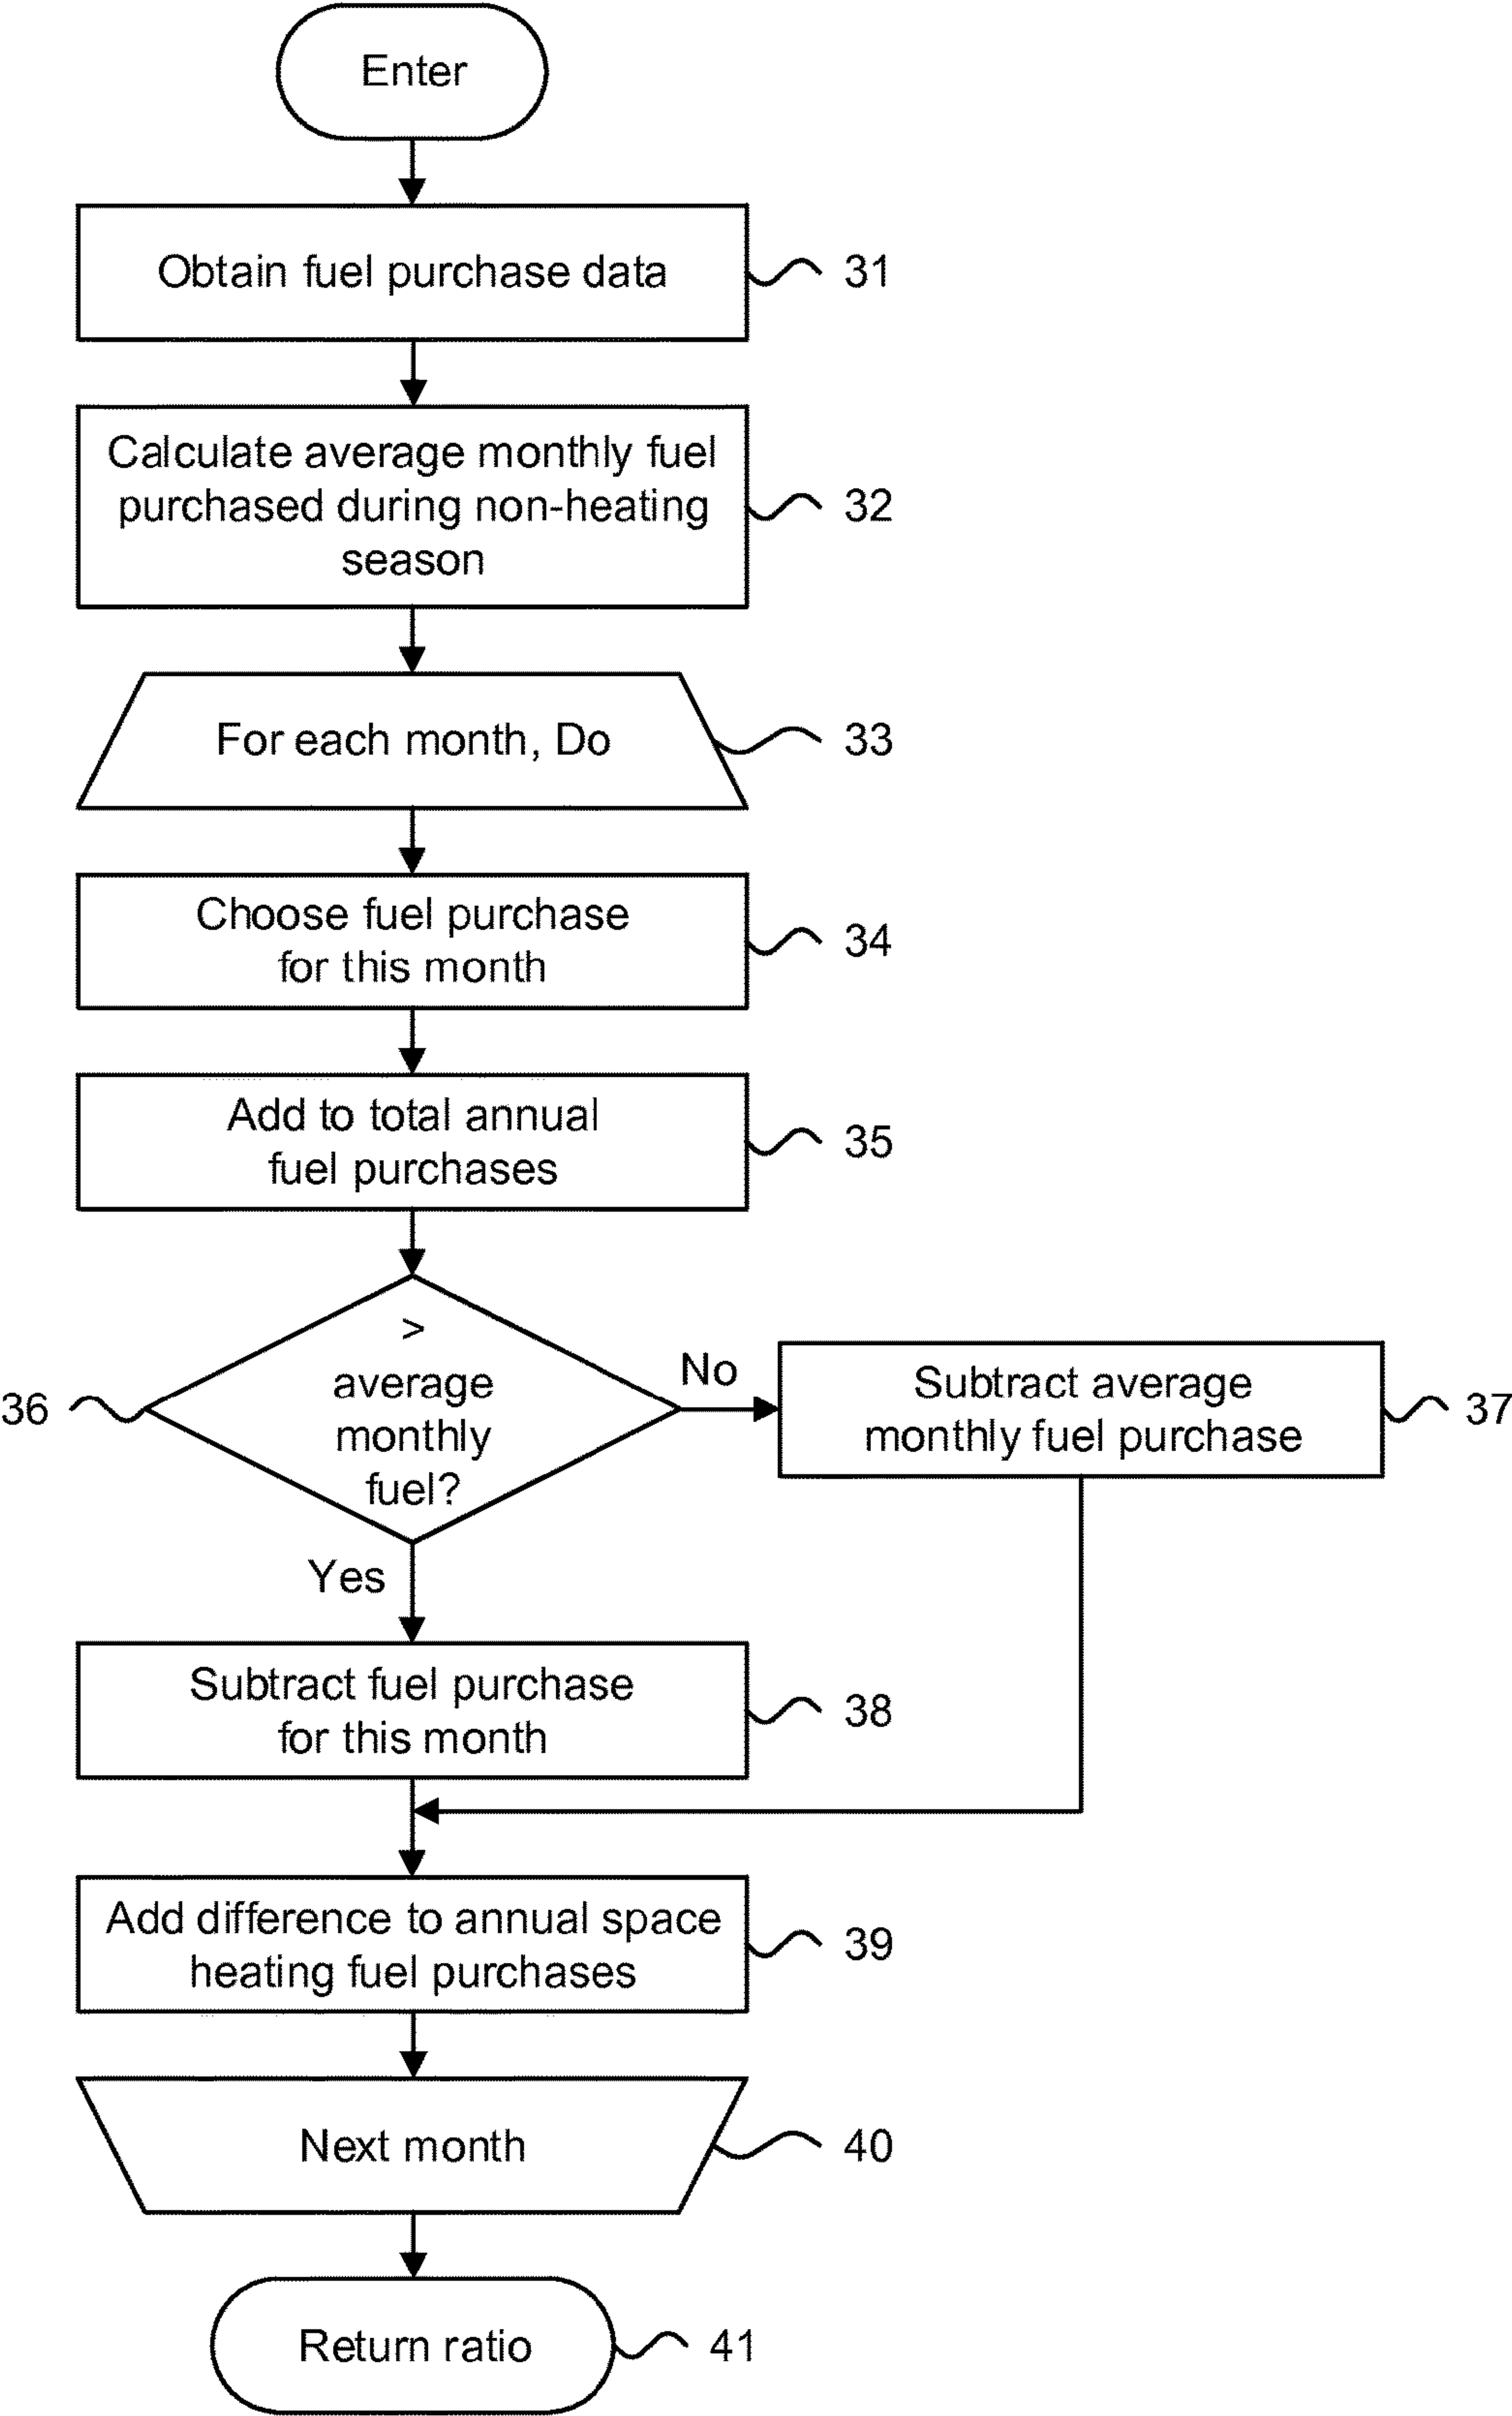 Enter
Obtain fuel purchase data
31
Calculate average monthly fuel
purchased during non-heating
season
32
For each month, Do
33
Choose fuel purchase
for this month
34
Add to total annual
fuel purchases
35
>
average
monthly
fuel?
36
No
Subtract average
monthly fuel purchase
37
Yes
Subtract fuel purchase
for this month
38
Add difference to annual space
heating fuel purchases
39
Next month
40
Return ratio
41